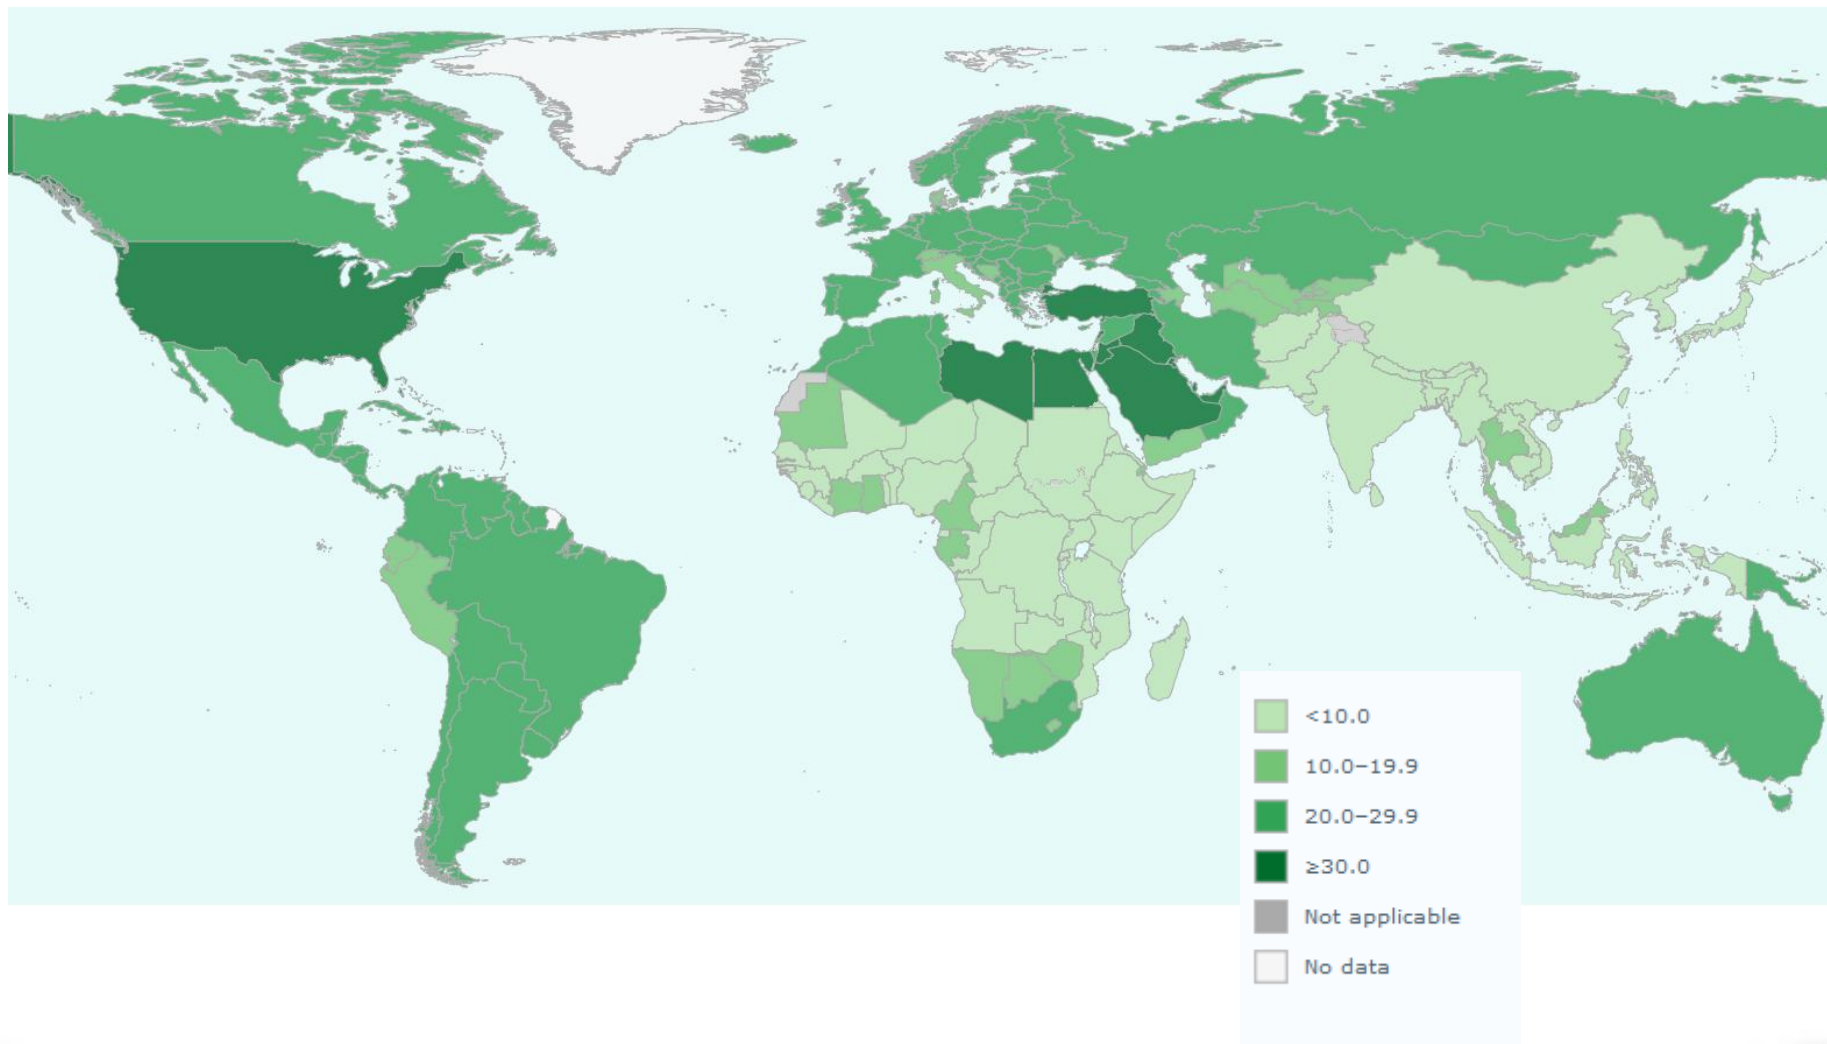 <10.0
10.0–19.9
20.0–29.9
≥30.0
Not applicable
No data